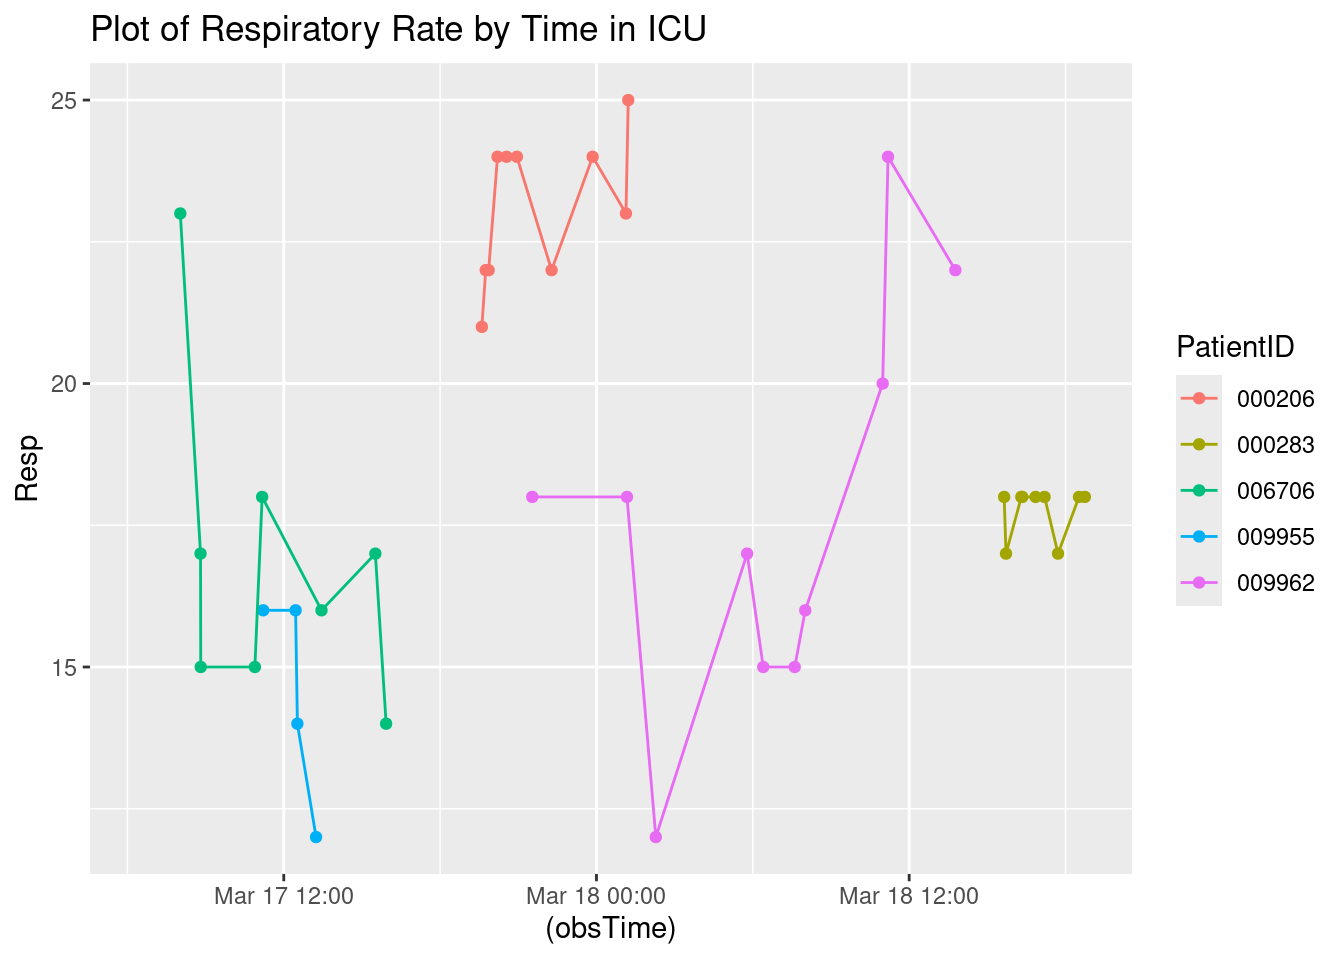 Plot of Respiratory Rate by Time in ICU
25
20
15
Resp
Mar 17 12:00
Mar 18 00:00
Mar 18 12:00
(obsTime)
PatientID
000206
000283
006706
009955
009962